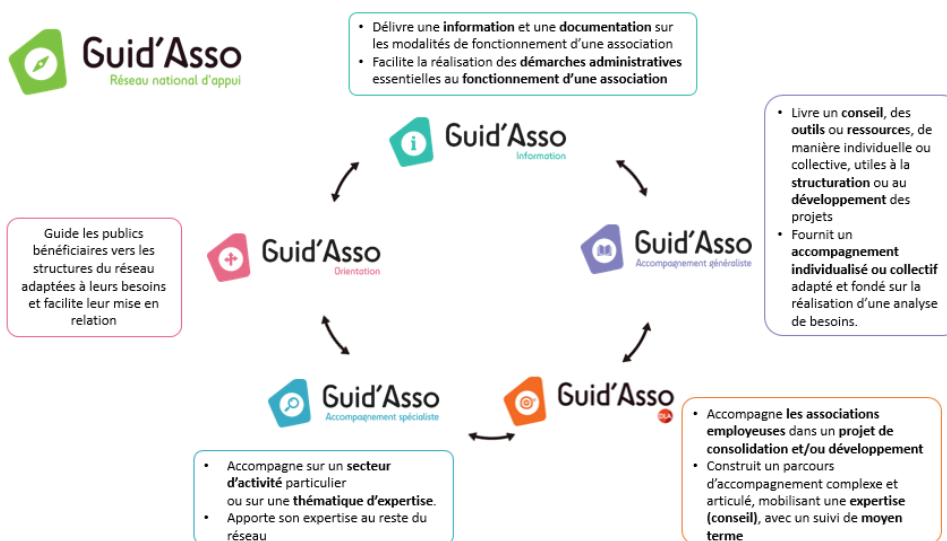 Guid'Asso
Réseau national d'appui
• Délivre une information et une documentation sur
les modalités de fonctionnement d'une association
• Facilite la réalisation des démarches administratives
essentielles au fonctionnement d'une association
i
Guid'Asso
Information
• Livre un conseil, des
outils ou ressources, de
manière individuelle ou
collective, utiles à la
structuration ou au
développement des
projets
• Fournit un
accompagnement
individualisé ou collectif
adapté et fondé sur la
réalisation d'une analyse
de besoins.
Guide les publics
bénéficiaires vers les
structures du réseau
adaptées à leurs besoins
et facilite leur mise en
relation
Guid'Asso
Orientation
Guid'Asso
Accompagnement généraliste
Guid'Asso
Accompagnement spécialiste
Guid'Asso
DLA
• Accompagne sur un secteur
d'activité particulier
ou sur une thématique d'expertise.
• Apporte son expertise au reste du
réseau
• Accompagne les associations
employeuses dans un projet de
consolidation et/ou développement
• Construit un parcours
d'accompagnement complexe et
articulé, mobilisant une expertise
(conseil), avec un suivi de moyen
terme